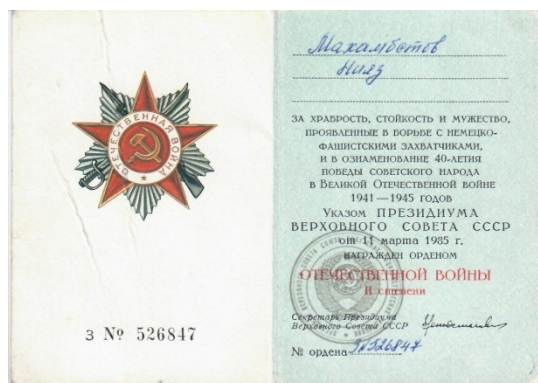 ОТЕЧЕСТВЕННАЯ ВОЙНА
З № 526847
Махамбетов
Нияз
ЗА ХРАБРОСТЬ, СТОЙКОСТЬ И МУЖЕСТВО,
ПРОЯВЛЕННЫЕ В БОРЬБЕ С НЕМЕЦКО-
ФАШИСТСКИМИ ЗАХВАТЧИКАМИ,
И В ОЗНАМЕНОВАНИЕ 40-ЛЕТИЯ
ПОБЕДЫ СОВЕТСКОГО НАРОДА
В ВЕЛИКОЙ ОТЕЧЕСТВЕННОЙ ВОЙНЕ
1941—1945 ГОДОВ
УКАЗОМ ПРЕЗИДИУМА
ВЕРХОВНОГО СОВЕТА СССР
от 11 марта 1985 г.
НАГРАЖДЕН ОРДЕНОМ
ОТЕЧЕСТВЕННОЙ ВОЙНЫ
II степени
Секретарь Президиума
Верховного Совета СССР
№ ордена 526847